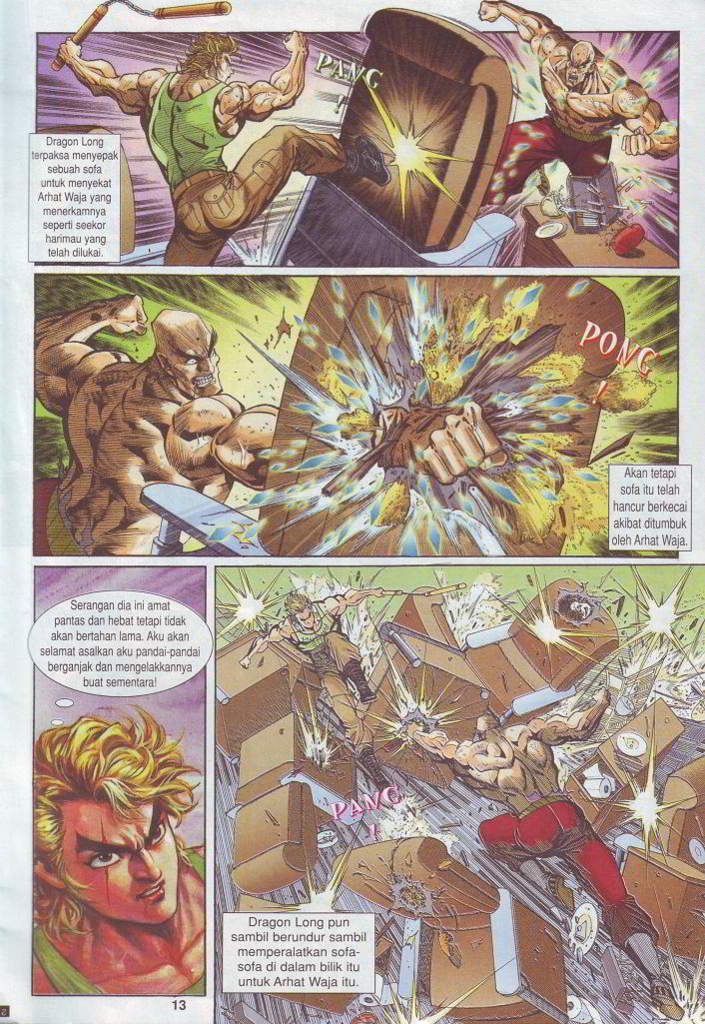 PANG
!
Dragon Long
terpaksa menyepak
sebuah sofa
untuk menyekat
Arhat Waja yang
menerkamnya
seperti seekor
harimau yang
telah dilukai.
PONG
!
Akan tetapi
sofa itu telah
hancur berkecai
akibat ditumbuk
oleh Arhat Waja.
Serangan dia ini amat
pantas dan hebat tetapi tidak
akan bertahan lama. Aku akan
selamat asalkan aku pandai-pandai
berganjak dan mengelakkannya
buat sementara!
PANG
!
Dragon Long pun
sambil berundur sambil
memperalatkan sofa-
sofa di dalam bilik itu
untuk Arhat Waja itu.
13